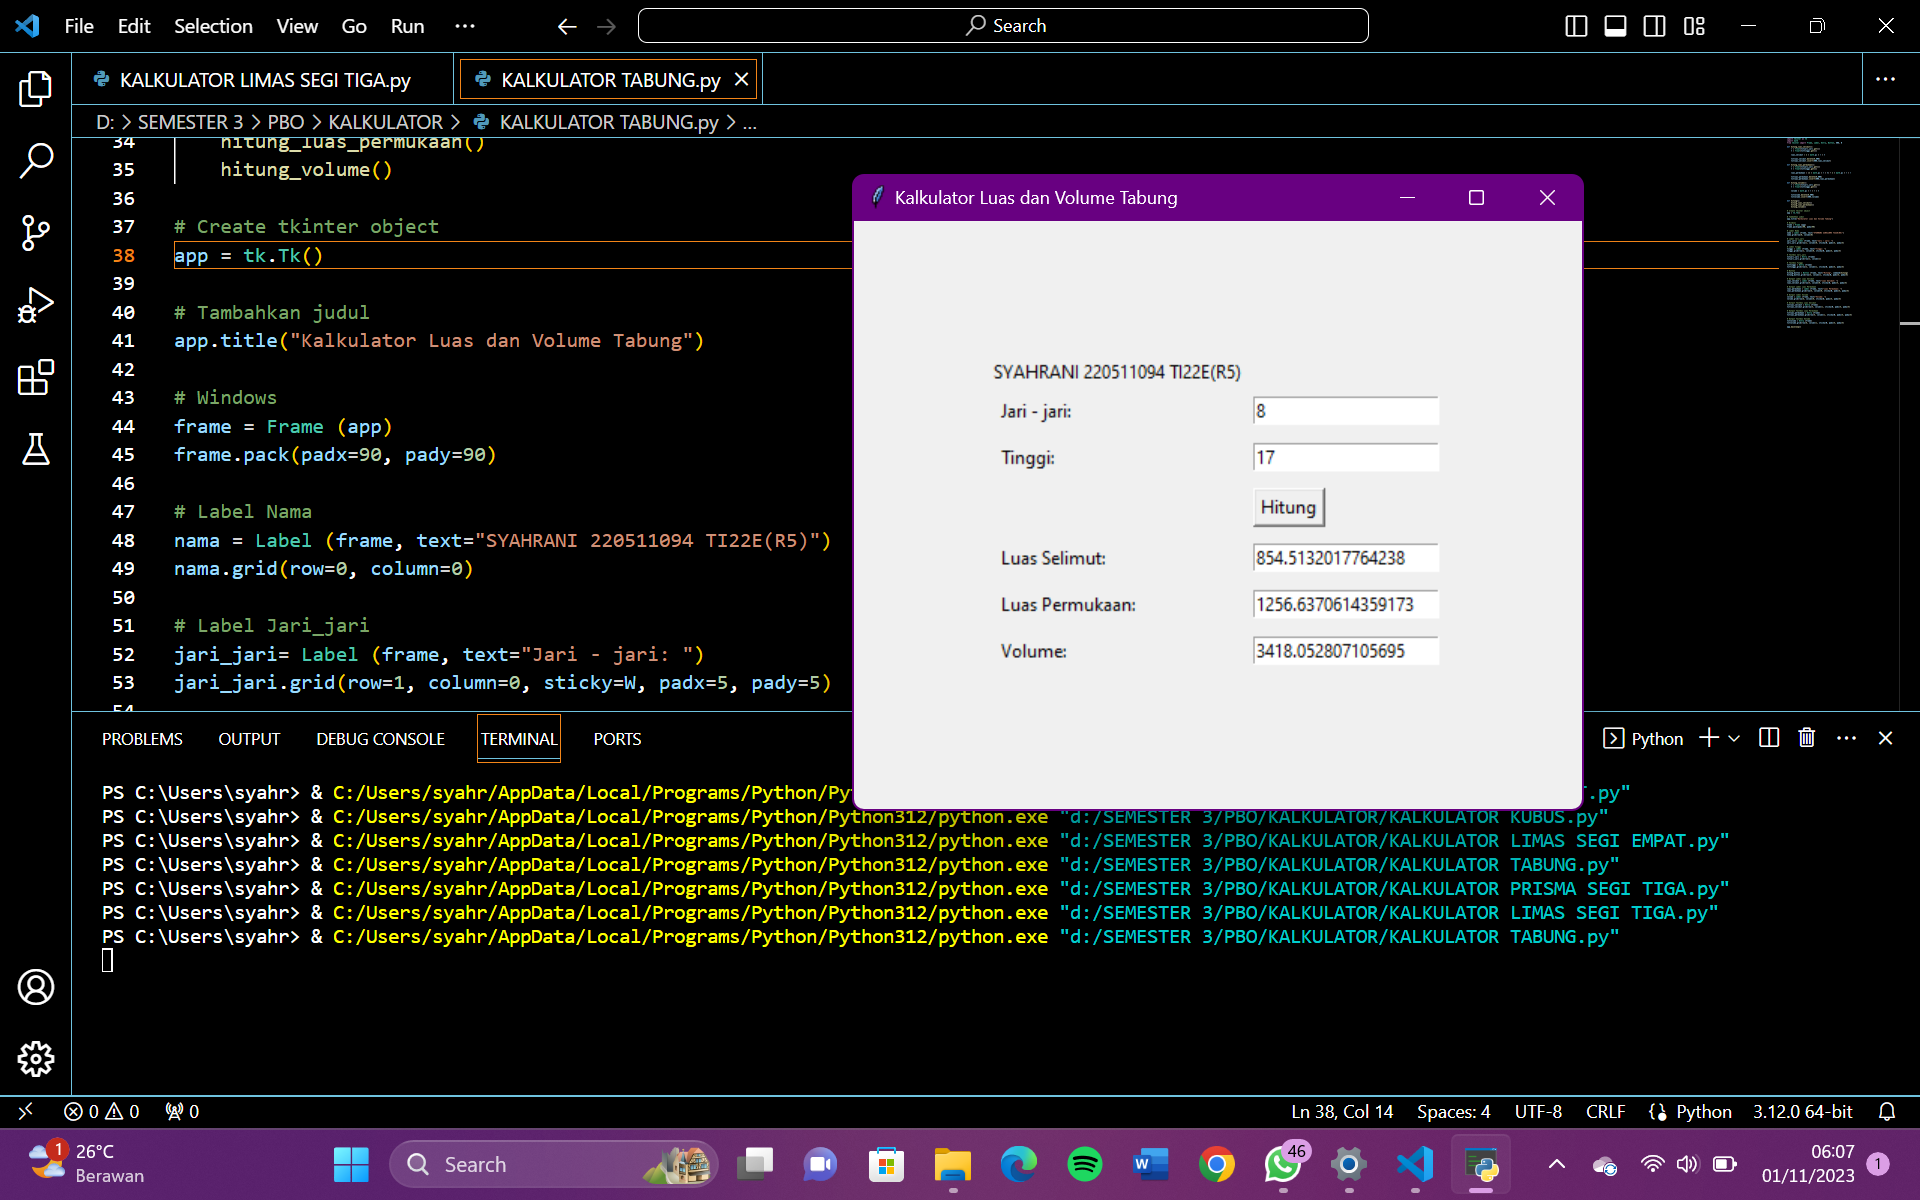 File Edit Selection View Go Run ···
Search
KALKULATOR LIMAS SEGI TIGA.py
KALKULATOR TABUNG.py
D: > SEMESTER 3 > PBO > KALKULATOR > KALKULATOR TABUNG.py > ...
34 hitung_luas_permukaan()
35 hitung_volume()
36
37 # Create tkinter object
38 app = tk.Tk()
39
40 # Tambahkan judul
41 app.title("Kalkulator Luas dan Volume Tabung")
42
43 # Windows
44 frame = Frame (app)
45 frame.pack(padx=90, pady=90)
46
47 # Label Nama
48 nama = Label (frame, text="SYAHRANI 220511094 TI22E(R5)")
49 nama.grid(row=0, column=0)
50
51 # Label Jari_jari
52 jari_jari= Label (frame, text="Jari - jari: ")
53 jari_jari.grid(row=1, column=0, sticky=W, padx=5, pady=5)
54
Kalkulator Luas dan Volume Tabung
SYAHRANI 220511094 TI22E(R5)
Jari - jari: 8
Tinggi: 17
Hitung
Luas Selimut: 854.5132017764238
Luas Permukaan: 1256.6370614359173
Volume: 3418.052807105695
PROBLEMS OUTPUT DEBUG CONSOLE TERMINAL PORTS
Python
PS C:\Users\syahr> & C:/Users/syahr/AppData/Local/Programs/Python/Py .py"
PS C:\Users\syahr> & C:/Users/syahr/AppData/Local/Programs/Python/Python312/python.exe "d:/SEMESTER 3/PBO/KALKULATOR/KALKULATOR KUBUS.py"
PS C:\Users\syahr> & C:/Users/syahr/AppData/Local/Programs/Python/Python312/python.exe "d:/SEMESTER 3/PBO/KALKULATOR/KALKULATOR LIMAS SEGI EMPAT.py"
PS C:\Users\syahr> & C:/Users/syahr/AppData/Local/Programs/Python/Python312/python.exe "d:/SEMESTER 3/PBO/KALKULATOR/KALKULATOR TABUNG.py"
PS C:\Users\syahr> & C:/Users/syahr/AppData/Local/Programs/Python/Python312/python.exe "d:/SEMESTER 3/PBO/KALKULATOR/KALKULATOR PRISMA SEGI TIGA.py"
PS C:\Users\syahr> & C:/Users/syahr/AppData/Local/Programs/Python/Python312/python.exe "d:/SEMESTER 3/PBO/KALKULATOR/KALKULATOR LIMAS SEGI TIGA.py"
PS C:\Users\syahr> & C:/Users/syahr/AppData/Local/Programs/Python/Python312/python.exe "d:/SEMESTER 3/PBO/KALKULATOR/KALKULATOR TABUNG.py"
0 0 0
Ln 38, Col 14 Spaces: 4 UTF-8 CRLF Python 3.12.0 64-bit
1
26°C
Berawan
Search
46
06:07
01/11/2023
1